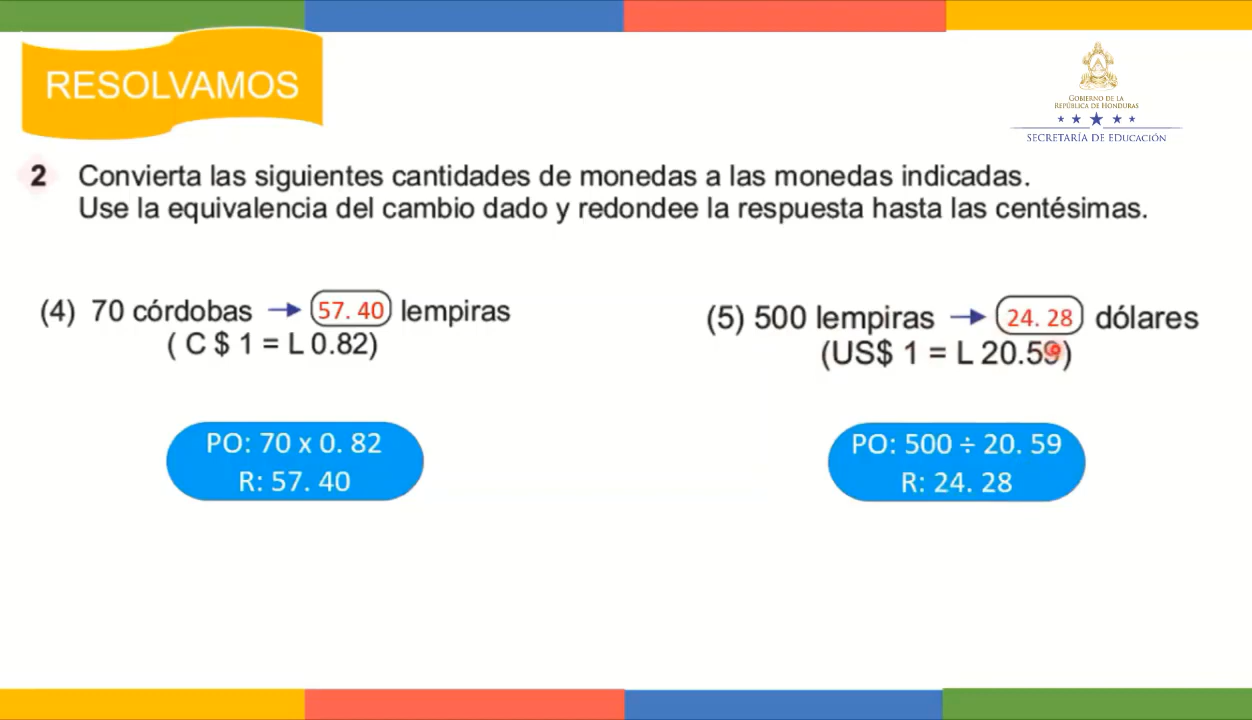 RESOLVAMOS
GOBIERNO DE LA
REPÚBLICA DE HONDURAS
SECRETARÍA DE EDUCACIÓN
2 Convierta las siguientes cantidades de monedas a las monedas indicadas.
Use la equivalencia del cambio dado y redondee la respuesta hasta las centésimas.
(4) 70 córdobas → 57. 40 lempiras
( C $ 1 = L 0.82)
PO: 70 x 0. 82
R: 57. 40
(5) 500 lempiras → 24. 28 dólares
(US$ 1 = L 20.59)
PO: 500 ÷ 20. 59
R: 24. 28